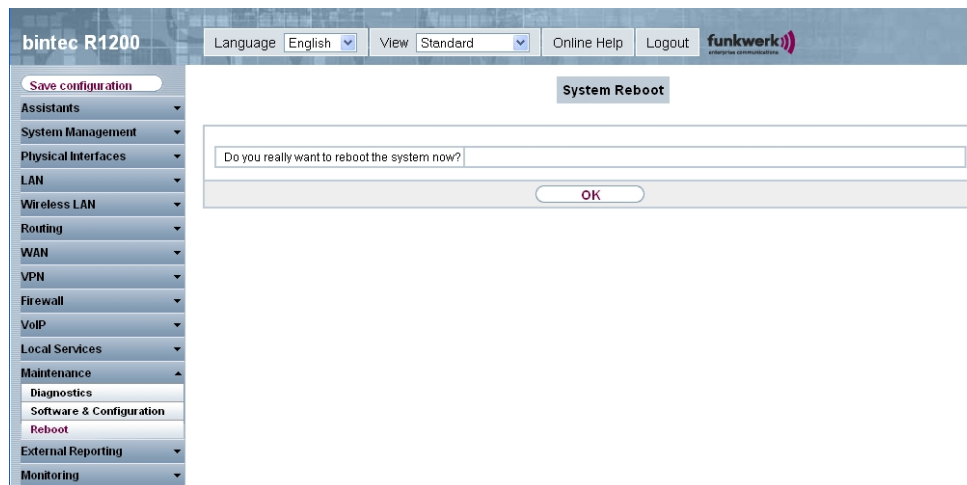 bintec R1200
Language English View Standard Online Help Logout funkwerk
enterprise communications
Save configuration
System Reboot
Assistants
System Management
Physical Interfaces
Do you really want to reboot the system now?
LAN
OK
Wireless LAN
Routing
WAN
VPN
Firewall
VoIP
Local Services
Maintenance
Diagnostics
Software & Configuration
Reboot
External Reporting
Monitoring